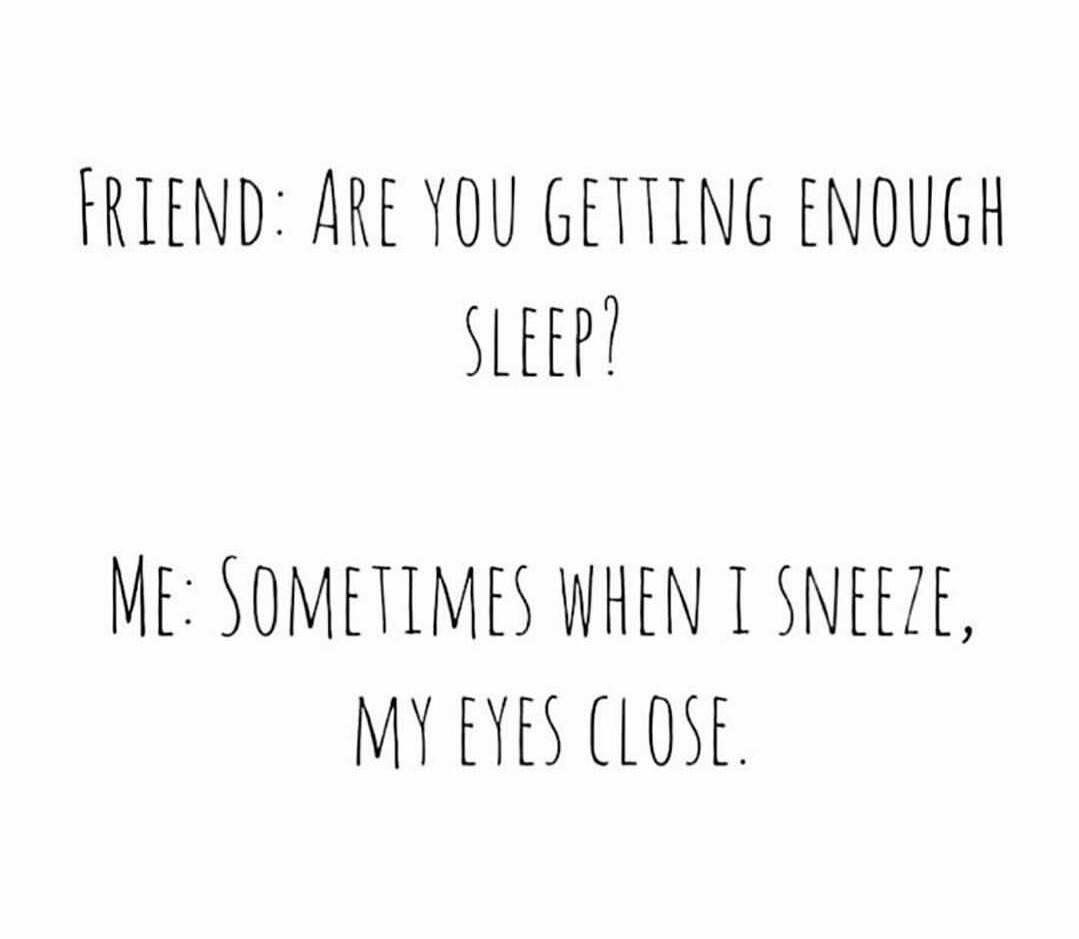 FRIEND: ARE YOU GETTING ENOUGH
SLEEP?
ME: SOMETIMES WHEN I SNEEZE,
MY EYES CLOSE.